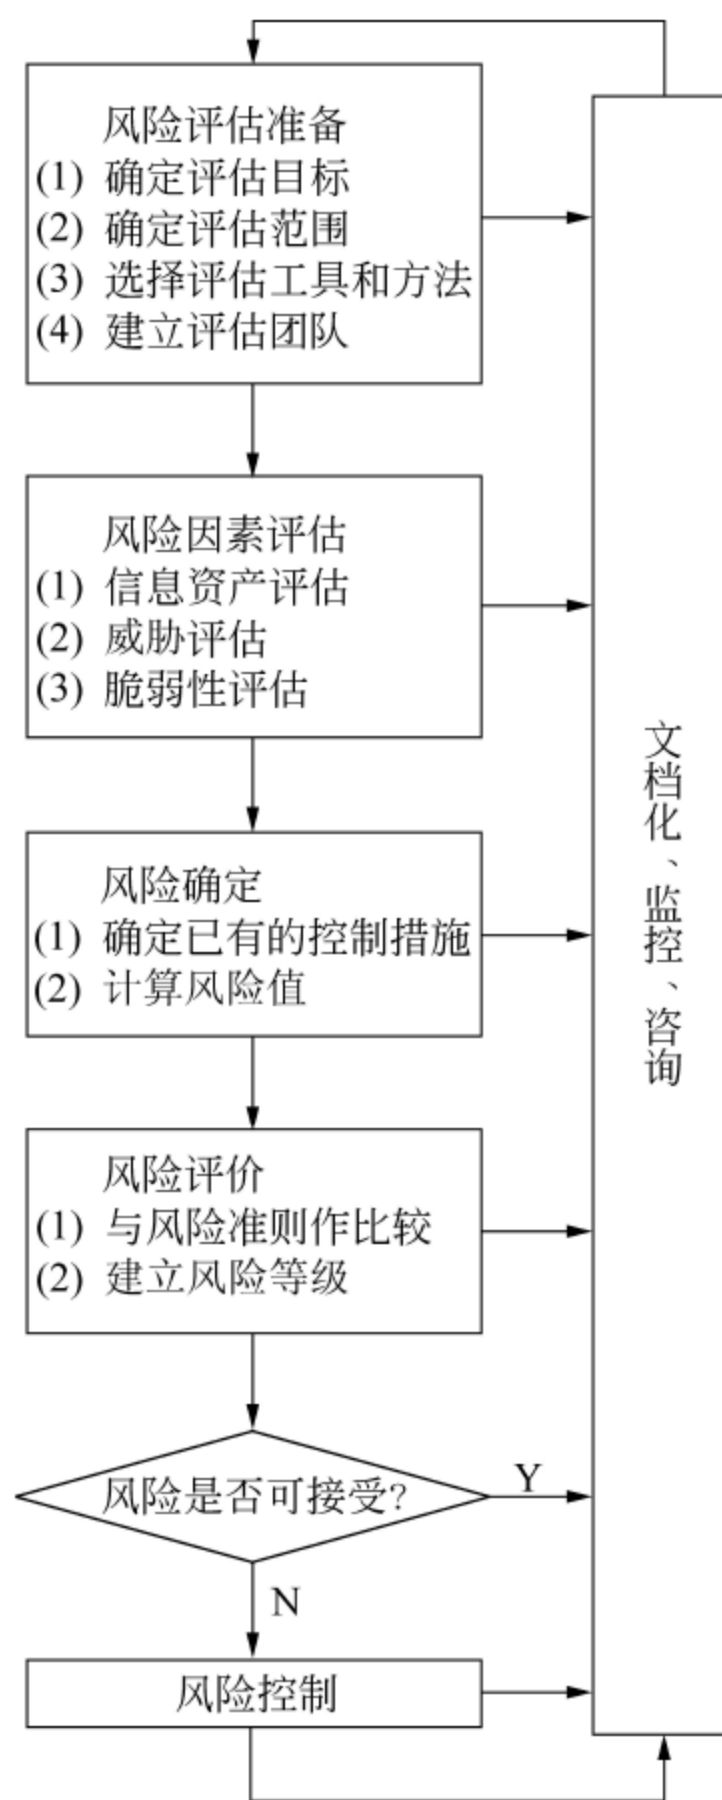 风险评估准备
(1) 确定评估目标
(2) 确定评估范围
(3) 选择评估工具和方法
(4) 建立评估团队
风险因素评估
(1) 信息资产评估
(2) 威胁评估
(3) 脆弱性评估
风险确定
(1) 确定已有的控制措施
(2) 计算风险值
风险评价
(1) 与风险准则作比较
(2) 建立风险等级
风险是否可接受?
Y
N
风险控制
文档化、监控、咨询